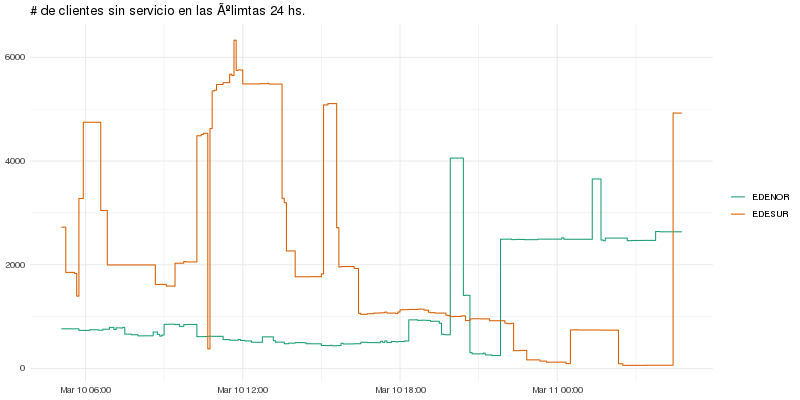 # de clientes sin servicio en las Ãºlimtas 24 hs.
6000
4000
2000
0
Mar 10 06:00
Mar 10 12:00
Mar 10 18:00
Mar 11 00:00
EDENOR
EDESUR